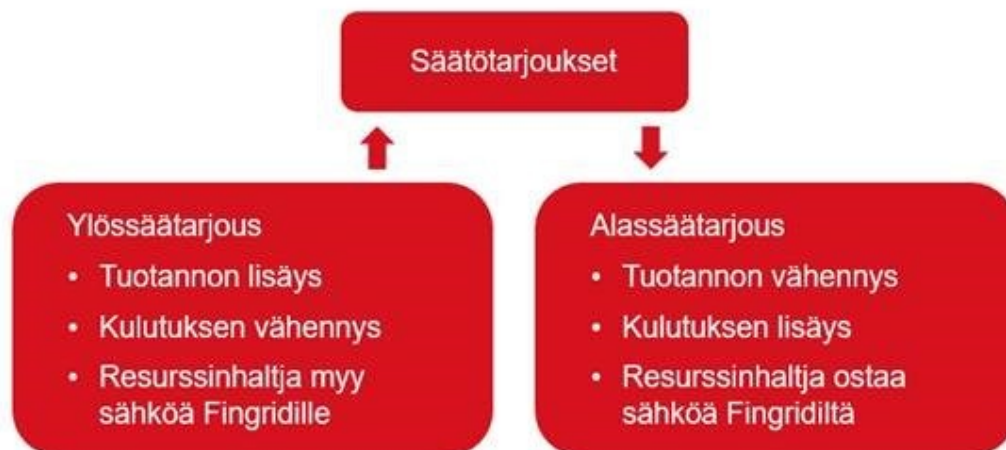 Säätötarjoukset
Ylössäätarjous
• Tuotannon lisäys
• Kulutuksen vähennys
• Resurssinhaltja myy
sähköä Fingridille
Alassäätarjous
• Tuotannon vähennys
• Kulutuksen lisäys
• Resurssinhaltja ostaa
sähköä Fingridiltä